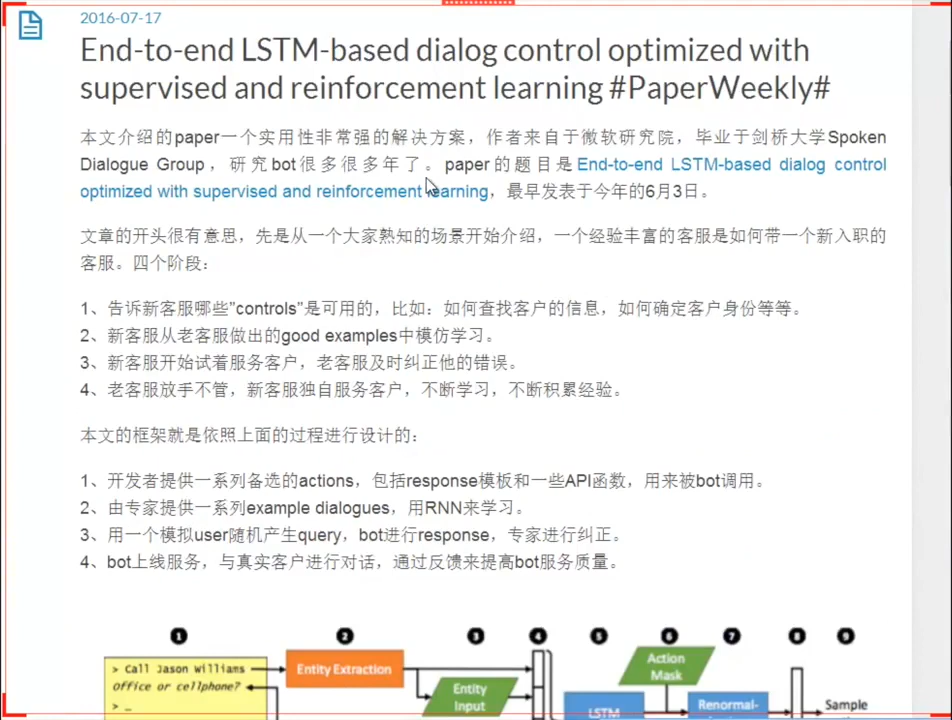 2016-07-17
End-to-end LSTM-based dialog control optimized with
supervised and reinforcement learning #PaperWeekly#
本文介绍的paper一个实用性非常强的解决方案，作者来自于微软研究院，毕业于剑桥大学Spoken
Dialogue Group，研究bot很多很多年了。paper的题目是End-to-end LSTM-based dialog control
optimized with supervised and reinforcement learning，最早发表于今年的6月3日。
文章的开头很有意思，先是从一个大家熟知的场景开始介绍，一个经验丰富的客服是如何带一个新入职的
客服。四个阶段：
1、告诉新客服哪些"controls"是可用的，比如：如何查找客户的信息，如何确定客户身份等等。
2、新客服从老客服做出的good examples中模仿学习。
3、新客服开始试着服务客户，老客服及时纠正他的错误。
4、老客服放手不管，新客服独自服务客户，不断学习，不断积累经验。
本文的框架就是依照上面的过程进行设计的：
1、开发者提供一系列备选的actions，包括response模板和一些API函数，用来被bot调用。
2、由专家提供一系列example dialogues，用RNN来学习。
3、用一个模拟user随机产生query，bot进行response，专家进行纠正。
4、bot上线服务，与真实客户进行对话，通过反馈来提高bot服务质量。
1 2 3 4 5 6 7 8 9
> Call Jason Williams
Office or cellphone?
> …
Entity Extraction
Entity
Input
LSTM
Action
Mask
Renormal-
Sample